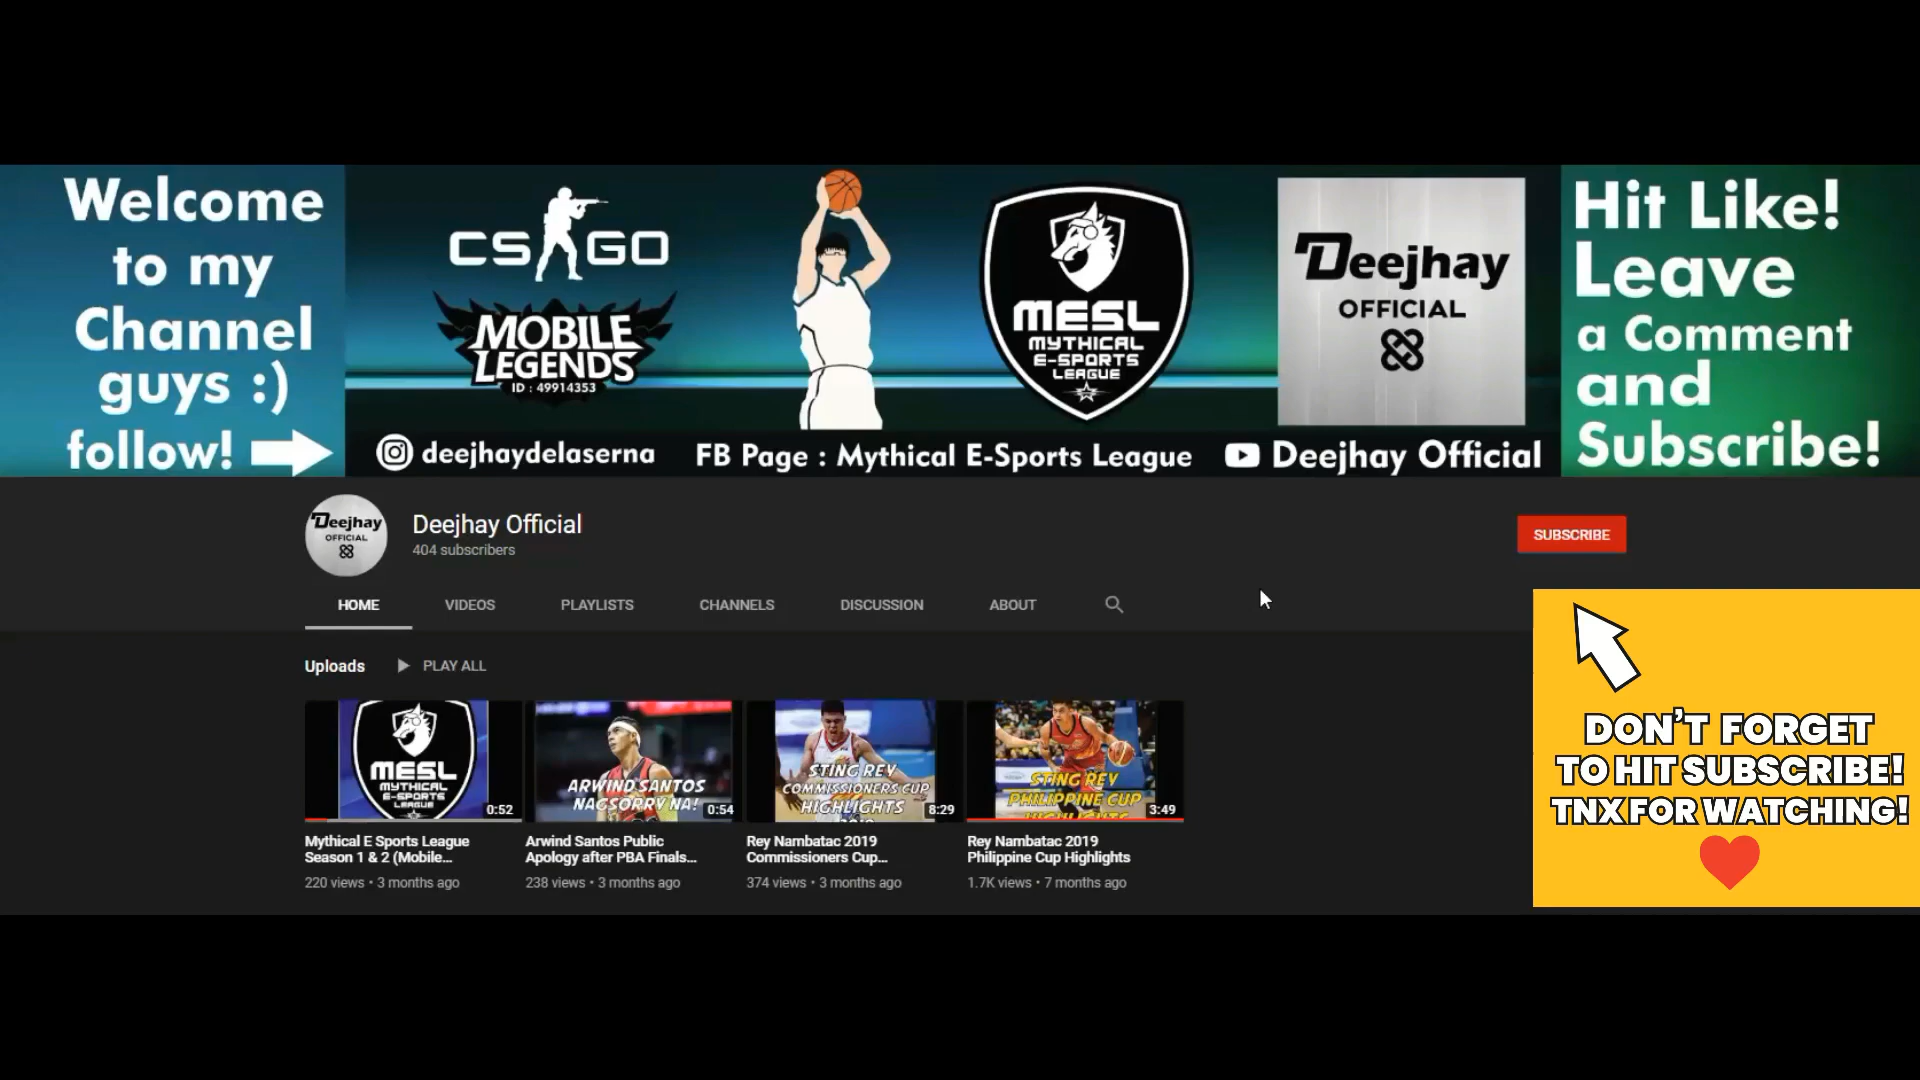 Welcome
to my
Channel
guys :)
follow!
CS GO
MOBILE
LEGENDS
ID : 49914353
MESL
MYTHICAL
E-SPORTS
LEAGUE
Deejhay
OFFICIAL
Hit Like!
Leave
a Comment
and
Subscribe!
deejhaydelaserna
FB Page : Mythical E-Sports League
Deejhay Official
Deejhay
OFFICIAL
Deejhay Official
404 subscribers
SUBSCRIBE
HOME
VIDEOS
PLAYLISTS
CHANNELS
DISCUSSION
ABOUT
Uploads
PLAY ALL
MESL
MYTHICAL
E-SPORTS
LEAGUE
0:52
Mythical E Sports League
Season 1 & 2 (Mobile...
220 views • 3 months ago
ARWIND SANTOS
NAGSORRY NA!
0:54
Arwind Santos Public
Apology after PBA Finals...
238 views • 3 months ago
STING REY
COMMISSIONERS CUP
HIGHLIGHTS
8:29
Rey Nambatac 2019
Commissioners Cup...
374 views • 3 months ago
STING REY
PHILIPPINE CUP
HIGHLIGHTS
3:49
Rey Nambatac 2019
Philippine Cup Highlights
1.7K views • 7 months ago
DON'T FORGET
TO HIT SUBSCRIBE!
TNX FOR WATCHING!